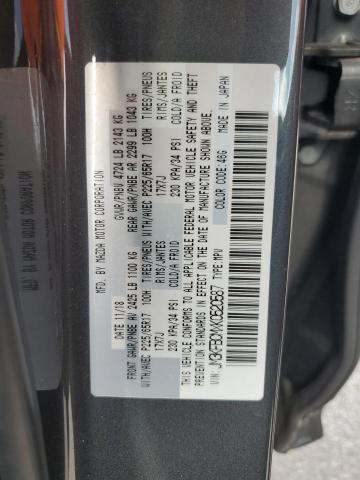 MFD BY MAZDA MOTOR CORPORATION
DATE 11/18 GVWR/PNBV 4724 LB 2143 KG
FRONT GAWR/PNBE AV 2425 LB 1100 KG REAR GAWR/PNBE AR 2299 LB 1043 KG
WITH/AVEC P225/65R17 100H TIRES/PNEUS WITH/AVEC P225/65R17 100H TIRES/PNEUS
17X7J RIMS/JANTES 17X7J RIMS/JANTES
230 KPA/34 PSI COLD/A FROID 230 KPA/34 PSI COLD/A FROID
THIS VEHICLE CONFORMS TO ALL APPLICABLE FEDERAL MOTOR VEHICLE SAFETY AND THEFT
PREVENTION STANDARDS IN EFFECT ON THE DATE OF MANUFACTURE SHOWN ABOVE.
TYPE: MPV COLOR CODE:46G MADE IN JAPAN